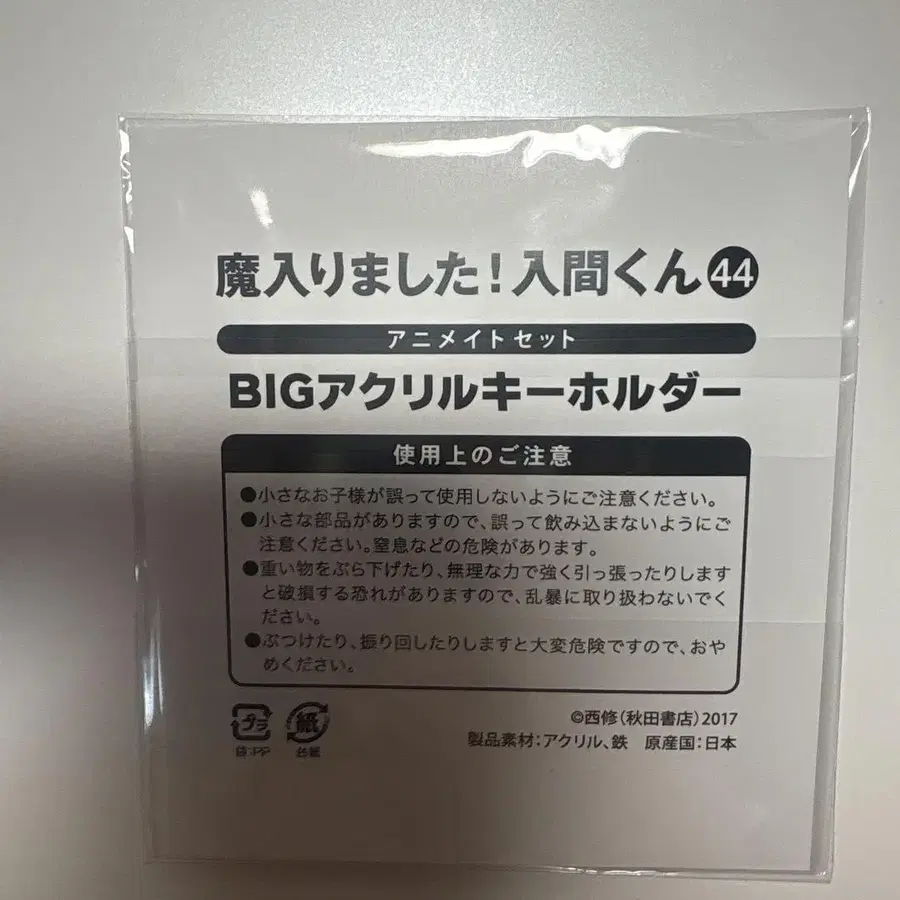 魔入りました!入間くん44
アニメイトセット
BIGアクリルキーホルダー
使用上のご注意
●小さなお子様が誤って使用しないようにご注意ください。
●小さな部品がありますので、誤って飲み込まないようにご
注意ください。窒息などの危険があります。
●重い物をぶら下げたり、無理な力で強く引っ張ったりします
と破損する恐れがありますので、乱暴に取り扱わないでく
ださい。
●ぶつけたり、振り回したりしますと大変危険ですので、おや
めください。
©西修(秋田書店)2017
プラ
紙
製品素材:アクリル、鉄 原産国:日本
袋:PP
台紙